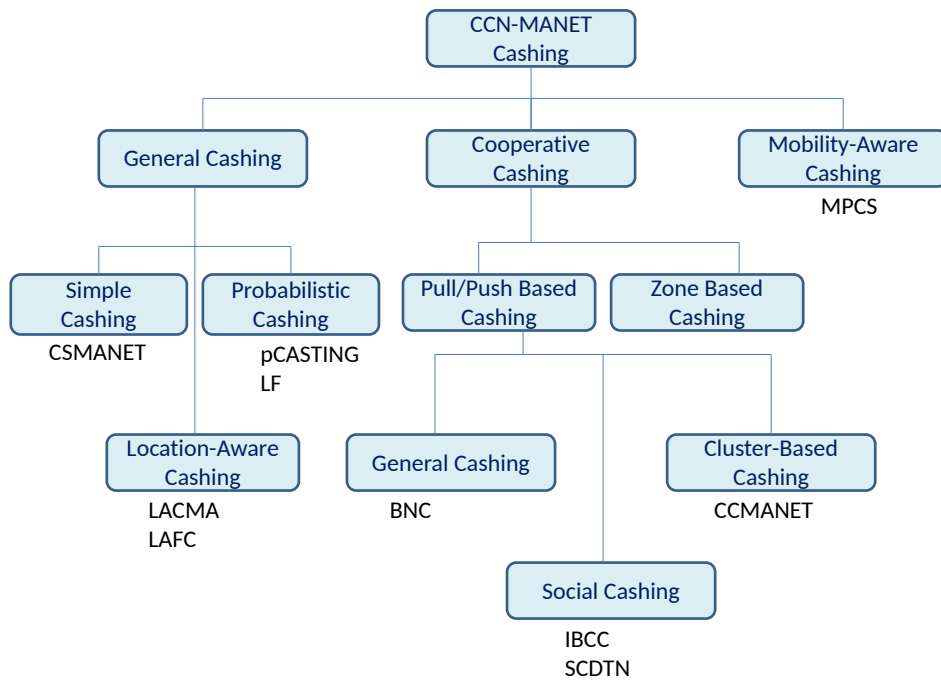 CCN-MANET
Cashing
General Cashing
Cooperative
Cashing
Mobility-Aware
Cashing
MPCS
Simple
Cashing
CSMANET
Probabilistic
Cashing
pCASTING
LF
Pull/Push Based
Cashing
Zone Based
Cashing
Location-Aware
Cashing
LACMA
LAFC
General Cashing
BNC
Cluster-Based
Cashing
CCMANET
Social Cashing
IBCC
SCDTN